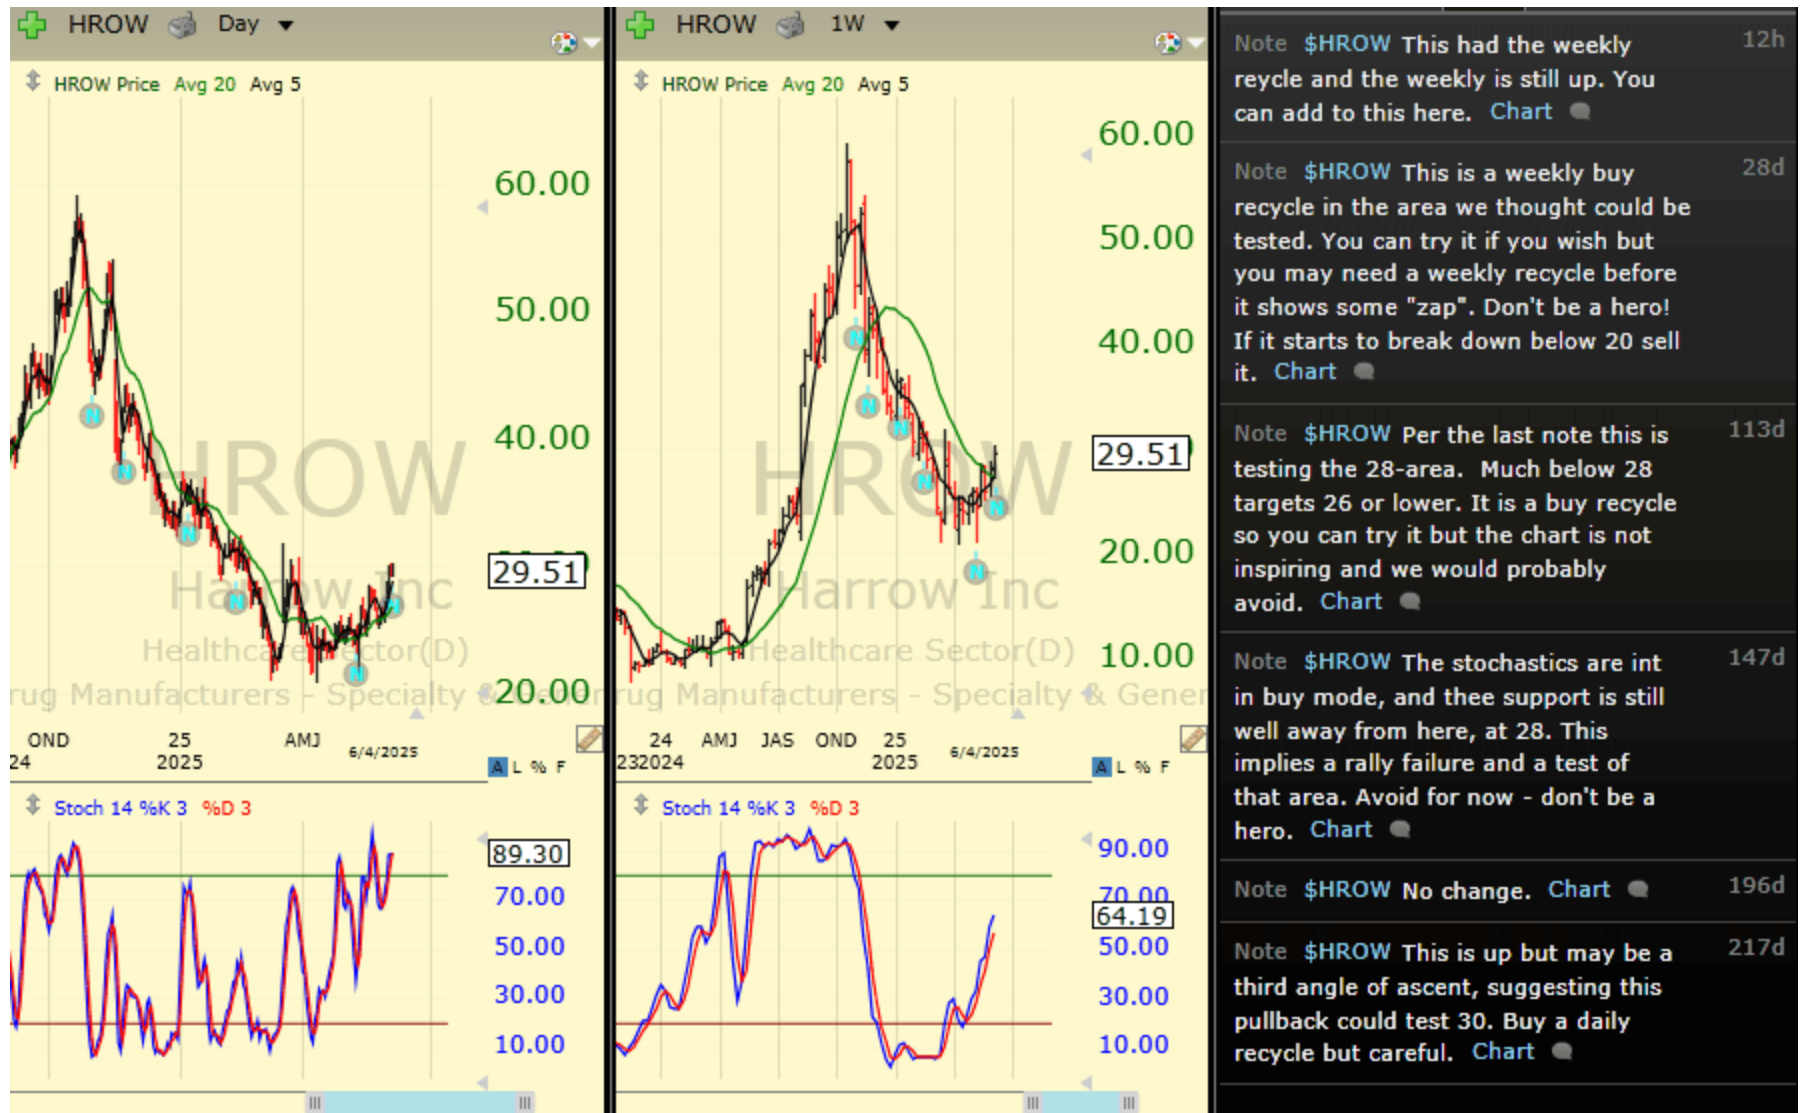 HROW Day
HROW Price Avg 20 Avg 5
60.00
50.00
40.00
29.51
20.00
HROW
Harrow Inc
Healthcare Sector(D)
rug Manufacturers - Specialty &
OND 25 AMJ
24 2025 6/4/2025
A L % F
Stoch 14 %K 3 %D 3
89.30
70.00
50.00
30.00
10.00
HROW 1W
HROW Price Avg 20 Avg 5
60.00
50.00
40.00
29.51
20.00
10.00
HROW
Harrow Inc
Healthcare Sector(D)
rug Manufacturers - Specialty & Gener
24 AMJ JAS OND 25
232024 2025 6/4/2025
A L % F
Stoch 14 %K 3 %D 3
90.00
70.00
64.19
50.00
30.00
10.00
Note $HROW This had the weekly 12h
reycle and the weekly is still up. You
can add to this here. Chart
Note $HROW This is a weekly buy 28d
recycle in the area we thought could be
tested. You can try it if you wish but
you may need a weekly recycle before
it shows some "zap". Don't be a hero!
If it starts to break down below 20 sell
it. Chart
Note $HROW Per the last note this is 113d
testing the 28-area. Much below 28
targets 26 or lower. It is a buy recycle
so you can try it but the chart is not
inspiring and we would probably
avoid. Chart
Note $HROW The stochastics are int 147d
in buy mode, and thee support is still
well away from here, at 28. This
implies a rally failure and a test of
that area. Avoid for now - don't be a
hero. Chart
Note $HROW No change. Chart 196d
Note $HROW This is up but may be a 217d
third angle of ascent, suggesting this
pullback could test 30. Buy a daily
recycle but careful. Chart